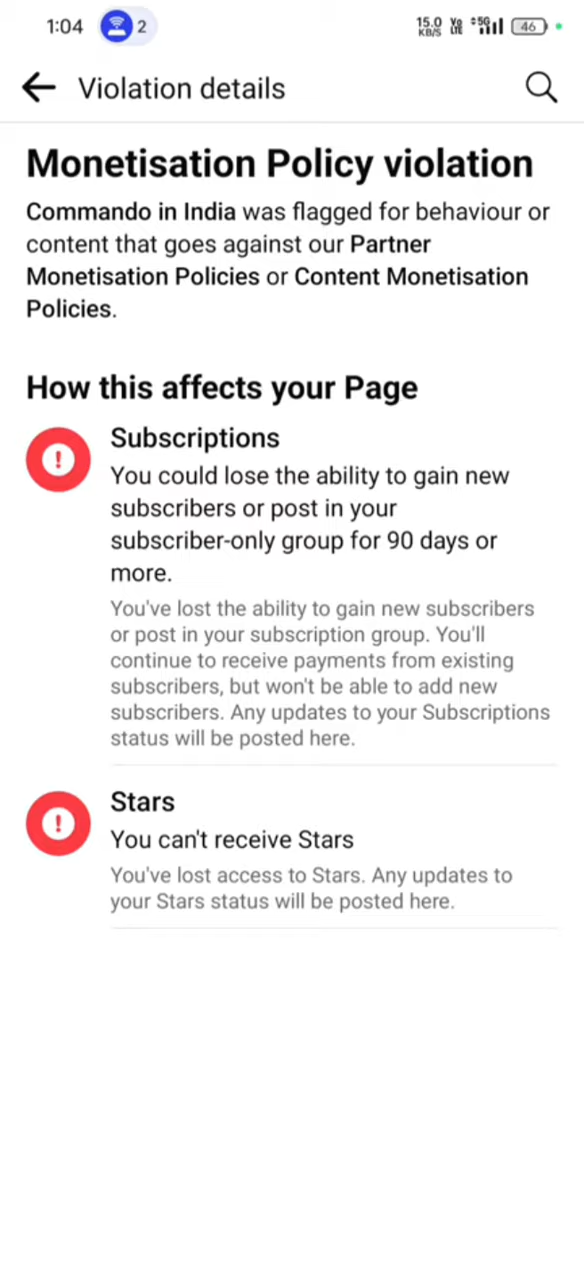 1:04 2 15.0 KB/S Vo LTE 5G 46
Violation details
Monetisation Policy violation
Commando in India was flagged for behaviour or
content that goes against our Partner
Monetisation Policies or Content Monetisation
Policies.
How this affects your Page
Subscriptions
You could lose the ability to gain new
subscribers or post in your
subscriber-only group for 90 days or
more.
You've lost the ability to gain new subscribers
or post in your subscription group. You'll
continue to receive payments from existing
subscribers, but won't be able to add new
subscribers. Any updates to your Subscriptions
status will be posted here.
Stars
You can't receive Stars
You've lost access to Stars. Any updates to
your Stars status will be posted here.